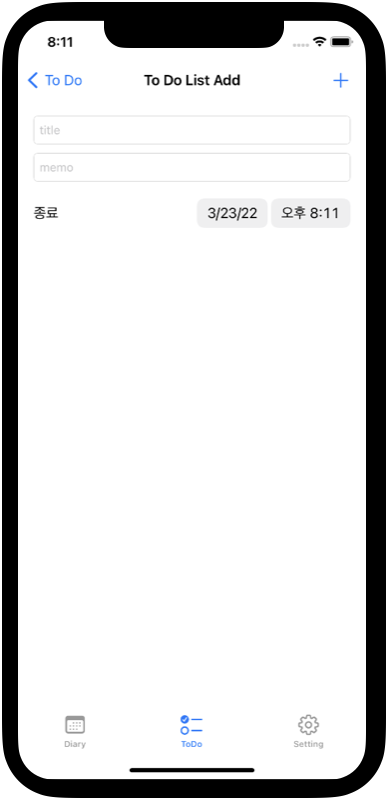 8:11
To Do
To Do List Add
title
memo
종료 3/23/22 오후 8:11
Diary ToDo Setting